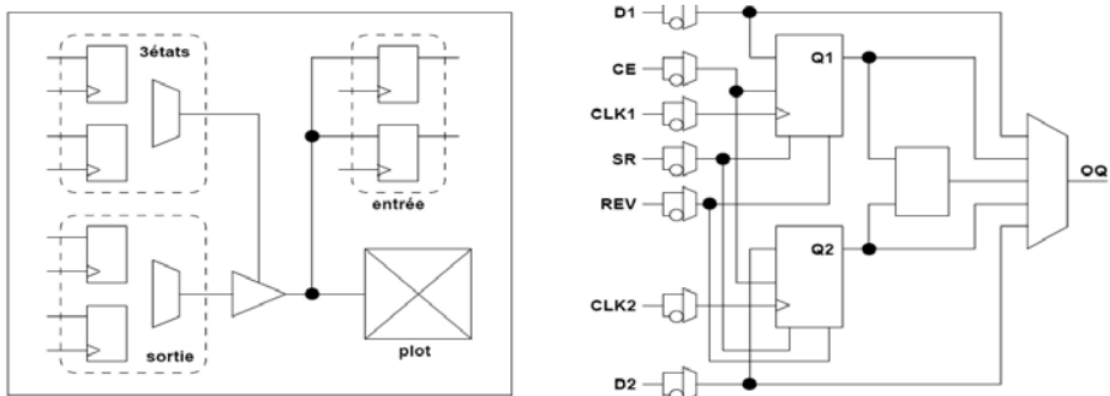 3états
entrée
sortie
plot
D1
CE
CLK1
SR
REV
CLK2
D2
Q1
Q2
OQ